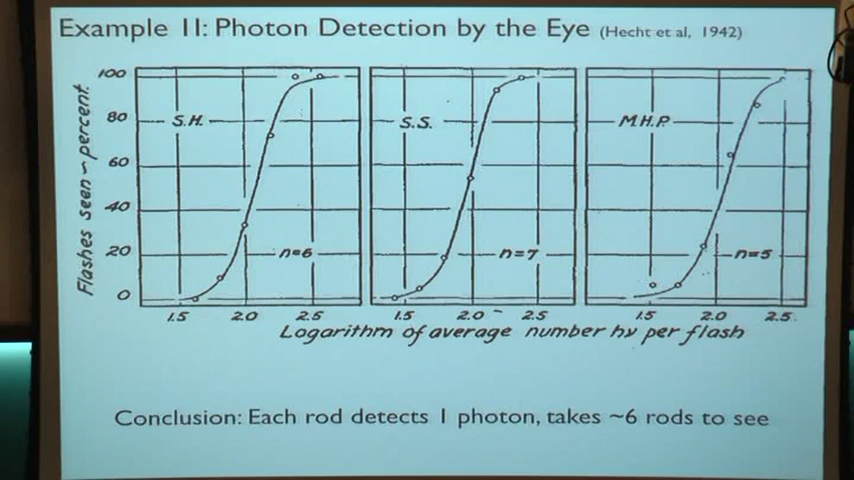 Example II: Photon Detection by the Eye (Hecht et al, 1942)
Flashes seen - percent.
100
80
60
40
20
0
S.H.
n=6
S.S.
n=7
M.H.P.
n=5
1.5 2.0 2.5
1.5 2.0 2.5
1.5 2.0 2.5
Logarithm of average number hν per flash
Conclusion: Each rod detects 1 photon, takes ~6 rods to see